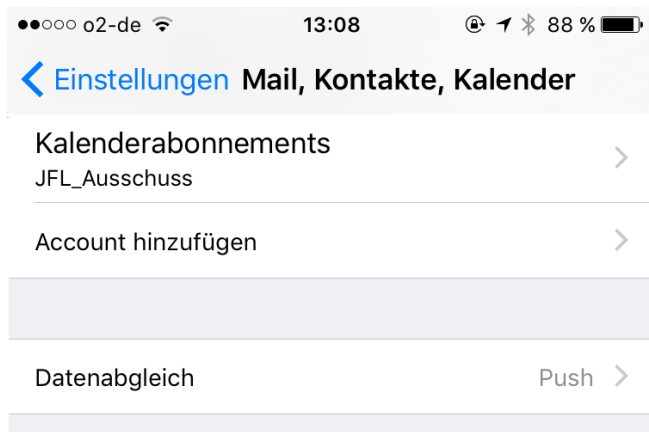 o2-de 13:08 88 %
Einstellungen Mail, Kontakte, Kalender
Kalenderabonnements
JFL_Ausschuss
Account hinzufügen
Datenabgleich Push